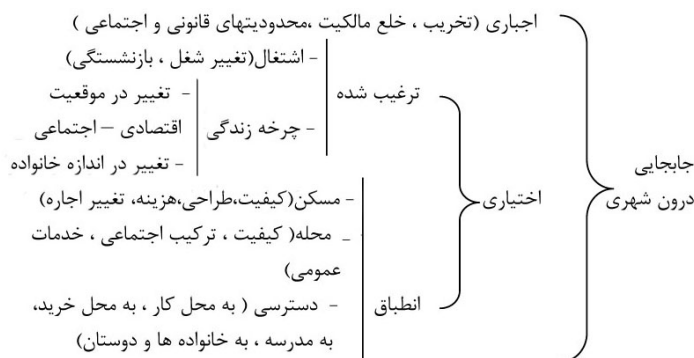 اجباری (تخریب ، خلع مالکیت ،محدودیتهای قانونی و اجتماعی )
- اشتغال(تغییر شغل ، بازنشستگی)
ترغیب شده
- تغییر در موقعیت
- چرخه زندگی
اقتصادی – اجتماعی
- تغییر در اندازه خانواده
جابجایی
درون شهری
اختیاری
- مسکن(کیفیت،طراحی،هزینه، تغییر اجاره)
_ محله( کیفیت ، ترکیب اجتماعی ، خدمات
عمومی)
انطباق
- دسترسی ( به محل کار ، به محل خرید،
به مدرسه ، به خانواده ها و دوستان)